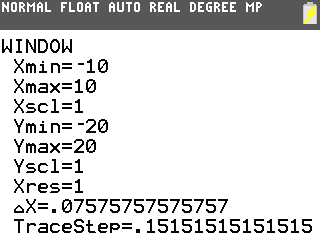 NORMAL FLOAT AUTO REAL DEGREE MP
WINDOW
Xmin=⁻10
Xmax=10
Xscl=1
Ymin=⁻20
Ymax=20
Yscl=1
Xres=1
△X=.07575757575757
TraceStep=.15151515151515